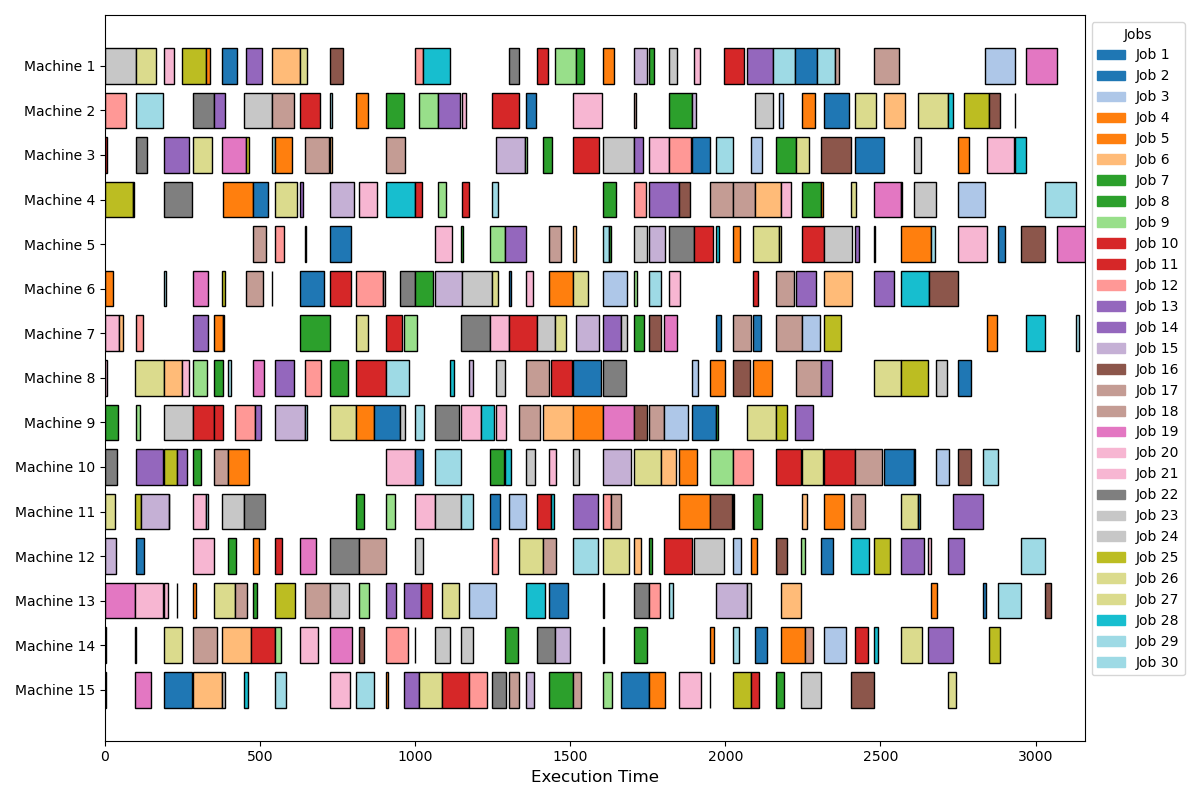 Machine 1
Machine 2
Machine 3
Machine 4
Machine 5
Machine 6
Machine 7
Machine 8
Machine 9
Machine 10
Machine 11
Machine 12
Machine 13
Machine 14
Machine 15
0 500 1000 1500 2000 2500 3000
Execution Time
Jobs
Job 1
Job 2
Job 3
Job 4
Job 5
Job 6
Job 7
Job 8
Job 9
Job 10
Job 11
Job 12
Job 13
Job 14
Job 15
Job 16
Job 17
Job 18
Job 19
Job 20
Job 21
Job 22
Job 23
Job 24
Job 25
Job 26
Job 27
Job 28
Job 29
Job 30